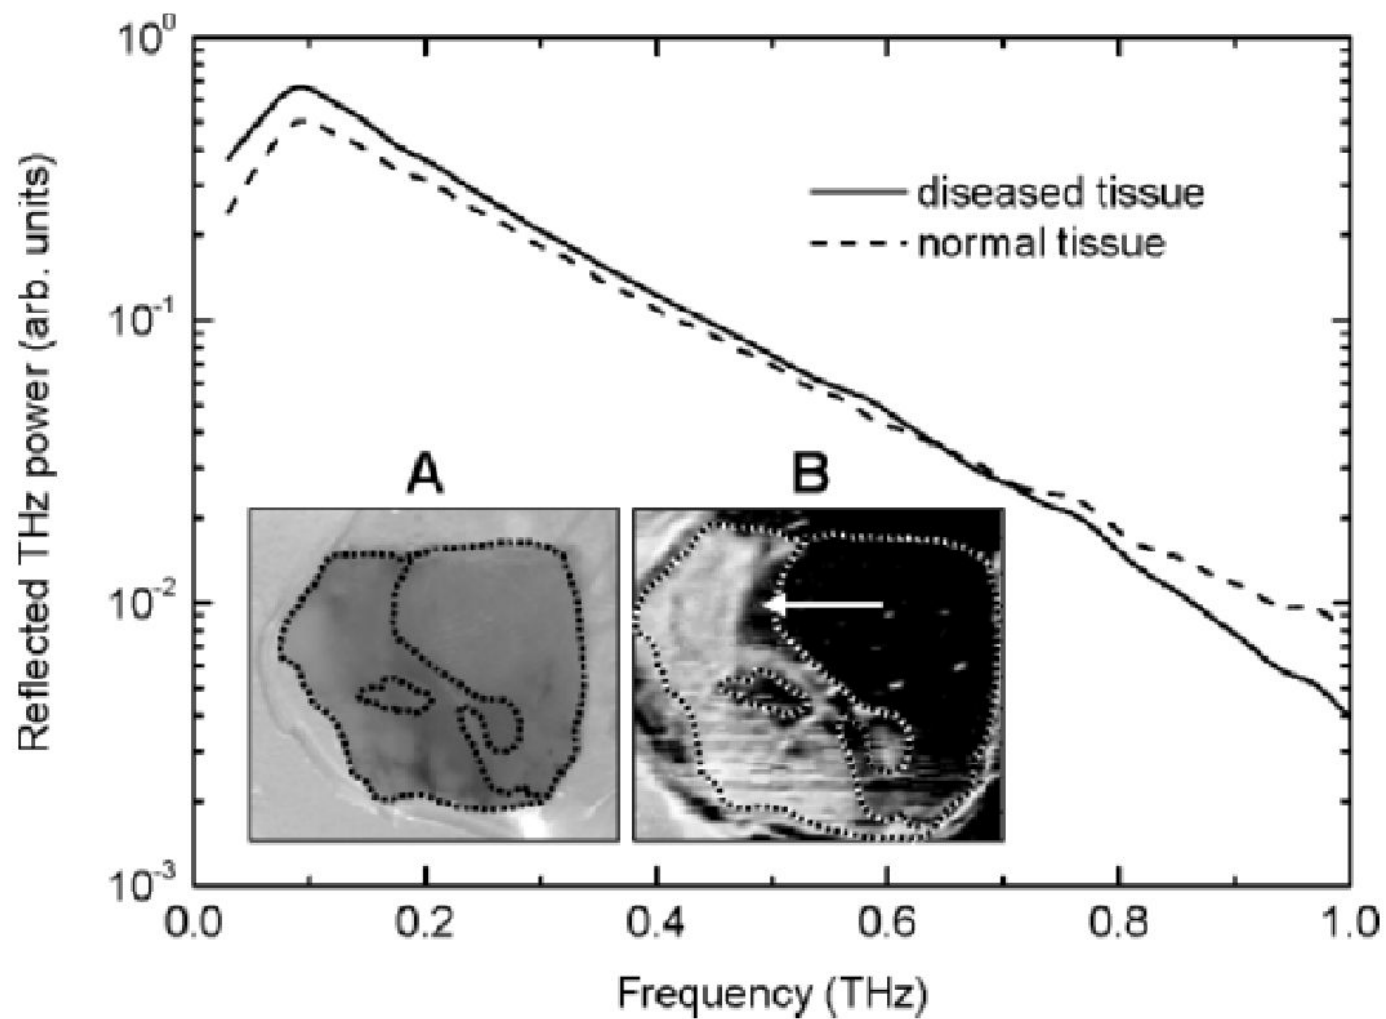 10^0
Reflected THz power (arb. units)
diseased tissue
normal tissue
10^-1
A
B
10^-2
10^-3
0.0 0.2 0.4 0.6 0.8 1.0
Frequency (THz)